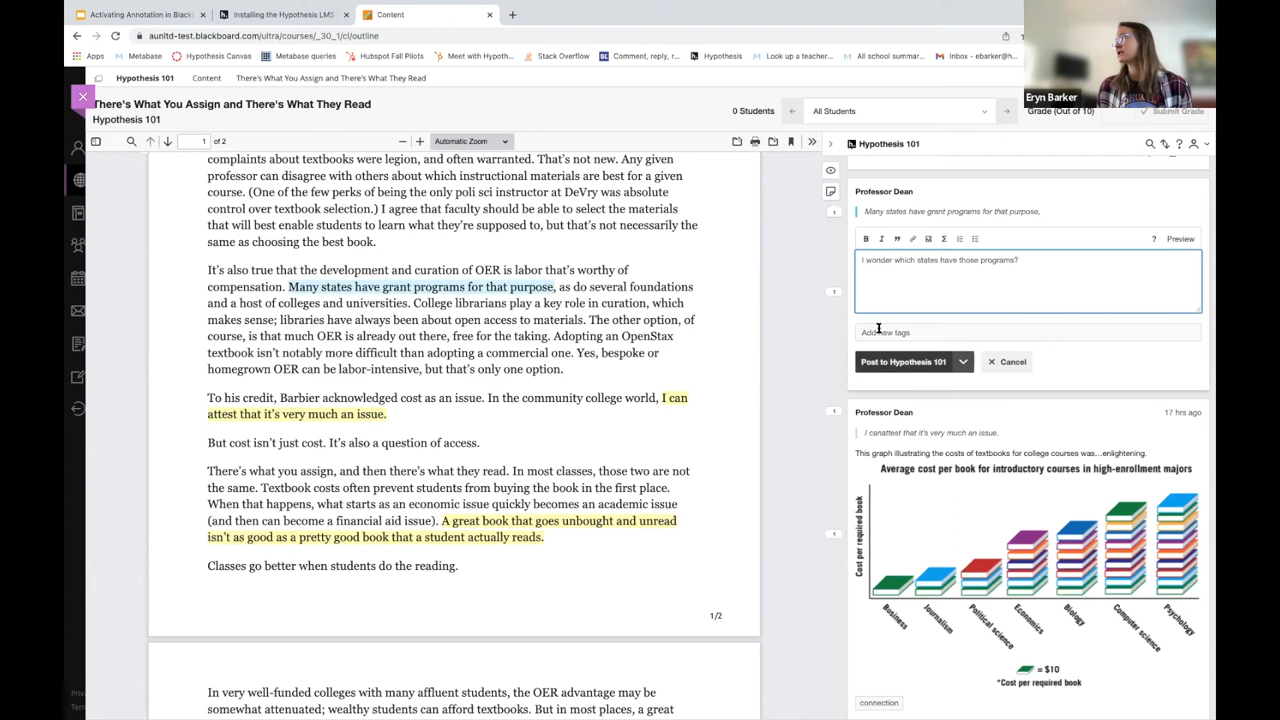 Activating Annotation in Black
Installing the Hypothesis LMS
Content
aunltd-test.blackboard.com/ultra/courses/_30_1/cl/outline
Apps
Metabase
Hypothesis Canvas
Metabase queries
Hubspot Fall Pilots
Meet with Hypoth...
Stack Overflow
Comment, reply, r...
Hypothesis
Look up a teacher...
All school summar...
Inbox - ebarker@h...
Eryn Barker
Hypothesis 101
Content
There's What You Assign and There's What They Read
There's What You Assign and There's What They Read
Hypothesis 101
0 Students
All Students
Grade (Out of 10)
Submit Grade
1
of 2
Automatic Zoom
Hypothesis 101
complaints about textbooks were legion, and often warranted. That's not new. Any given
professor can disagree with others about which instructional materials are best for a given
course. (One of the few perks of being the only poli sci instructor at DeVry was absolute
control over textbook selection.) I agree that faculty should be able to select the materials
that will best enable students to learn what they're supposed to, but that's not necessarily the
same as choosing the best book.
It's also true that the development and curation of OER is labor that's worthy of
compensation. Many states have grant programs for that purpose, as do several foundations
and a host of colleges and universities. College librarians play a key role in curation, which
makes sense; libraries have always been about open access to materials. The other option, of
course, is that much OER is already out there, free for the taking. Adopting an OpenStax
textbook isn't notably more difficult than adopting a commercial one. Yes, bespoke or
homegrown OER can be labor-intensive, but that's only one option.
To his credit, Barbier acknowledged cost as an issue. In the community college world, I can
attest that it's very much an issue.
But cost isn't just cost. It's also a question of access.
There's what you assign, and then there's what they read. In most classes, those two are not
the same. Textbook costs often prevent students from buying the book in the first place.
When that happens, what starts as an economic issue quickly becomes an academic issue
(and then can become a financial aid issue). A great book that goes unbought and unread
isn't as good as a pretty good book that a student actually reads.
Classes go better when students do the reading.
1/2
In very well-funded places with many affluent students, the OER advantage may be
somewhat attenuated; wealthy students can afford textbooks. But in most places, a great
Professor Dean
1
Many states have grant programs for that purpose,
?
Preview
I wonder which states have those programs?
1
Add new tags
Post to Hypothesis 101
Cancel
1
Professor Dean
17 hrs ago
I canattest that it's very much an issue.
This graph illustrating the costs of textbooks for college courses was...enlightening.
Average cost per book for introductory courses in high-enrollment majors
1
Cost per required book
Business
Journalism
Political science
Economics
Biology
Computer science
Psychology
= $10
*Cost per required book
connection
Priv
Terr